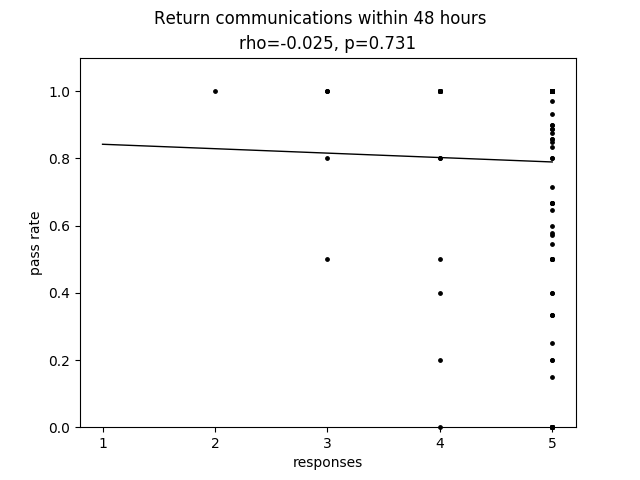 Return communications within 48 hours
rho=-0.025, p=0.731
1.0
0.8
0.6
0.4
0.2
0.0
pass rate
1 2 3 4 5
responses